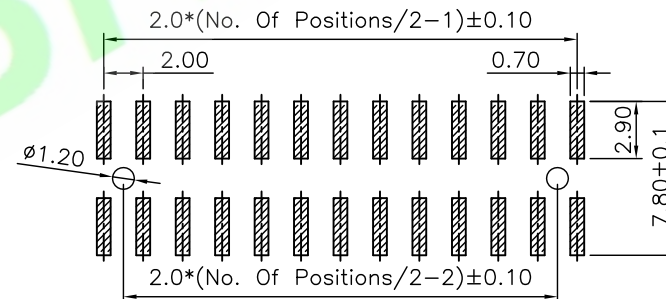 2.0*(No. Of Positions/2-1)±0.10
2.00
0.70
2.90
7.80±0.1
ø1.20
2.0*(No. Of Positions/2-2)±0.10